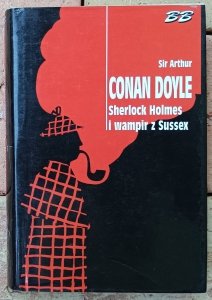 BB
Sir Arthur
CONAN DOYLE
Sherlock Holmes
i wampir z Sussex